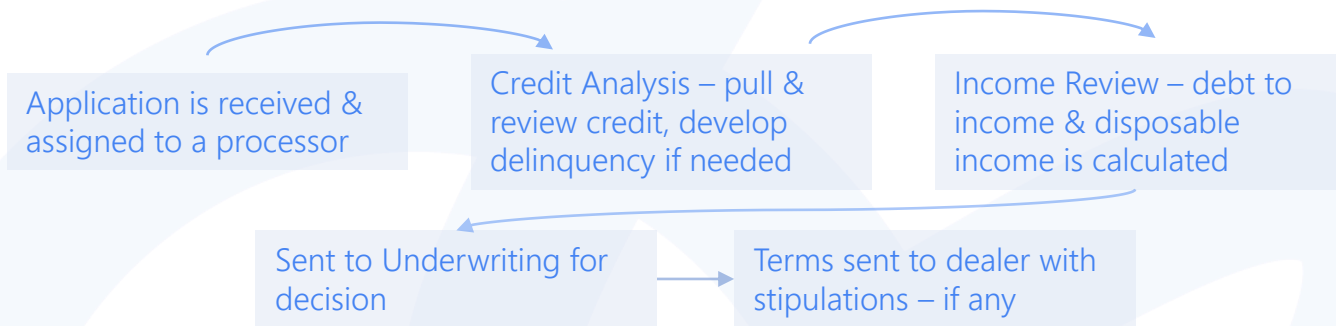 Application is received &
assigned to a processor
Credit Analysis – pull &
review credit, develop
delinquency if needed
Income Review – debt to
income & disposable
income is calculated
Sent to Underwriting for
decision
Terms sent to dealer with
stipulations – if any